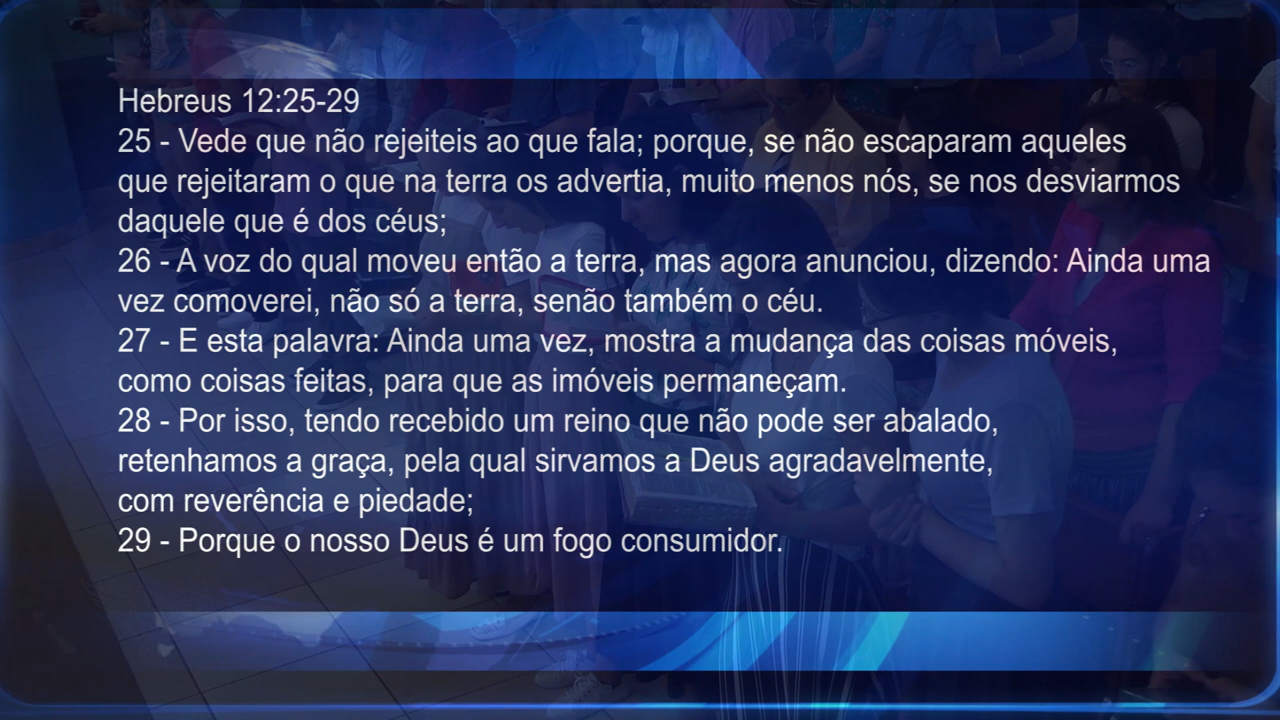 Hebreus 12:25-29
25 - Vede que não rejeiteis ao que fala; porque, se não escaparam aqueles
que rejeitaram o que na terra os advertia, muito menos nós, se nos desviarmos
daquele que é dos céus;
26 - A voz do qual moveu então a terra, mas agora anunciou, dizendo: Ainda uma
vez comoverei, não só a terra, senão também o céu.
27 - E esta palavra: Ainda uma vez, mostra a mudança das coisas móveis,
como coisas feitas, para que as imóveis permaneçam.
28 - Por isso, tendo recebido um reino que não pode ser abalado,
retenhamos a graça, pela qual sirvamos a Deus agradavelmente,
com reverência e piedade;
29 - Porque o nosso Deus é um fogo consumidor.